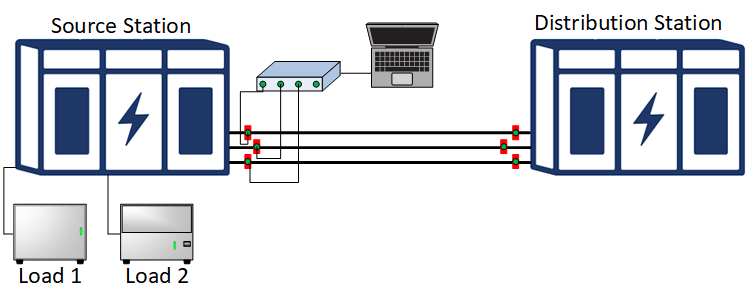 Source Station
Distribution Station
Load 1
Load 2